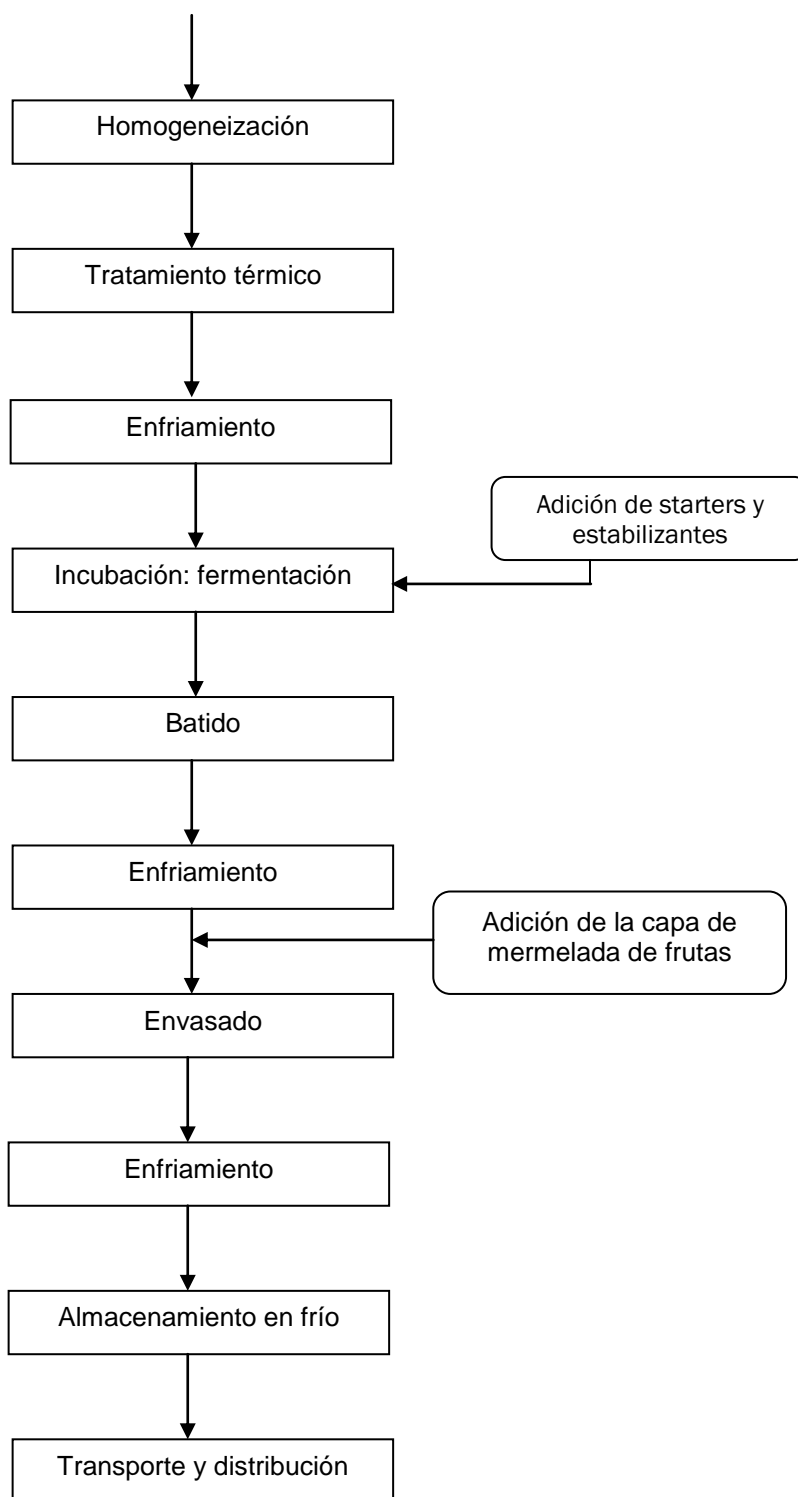 Homogeneización
Tratamiento térmico
Enfriamiento
Adición de starters y
estabilizantes
Incubación: fermentación
Batido
Enfriamiento
Adición de la capa de
mermelada de frutas
Envasado
Enfriamiento
Almacenamiento en frío
Transporte y distribución